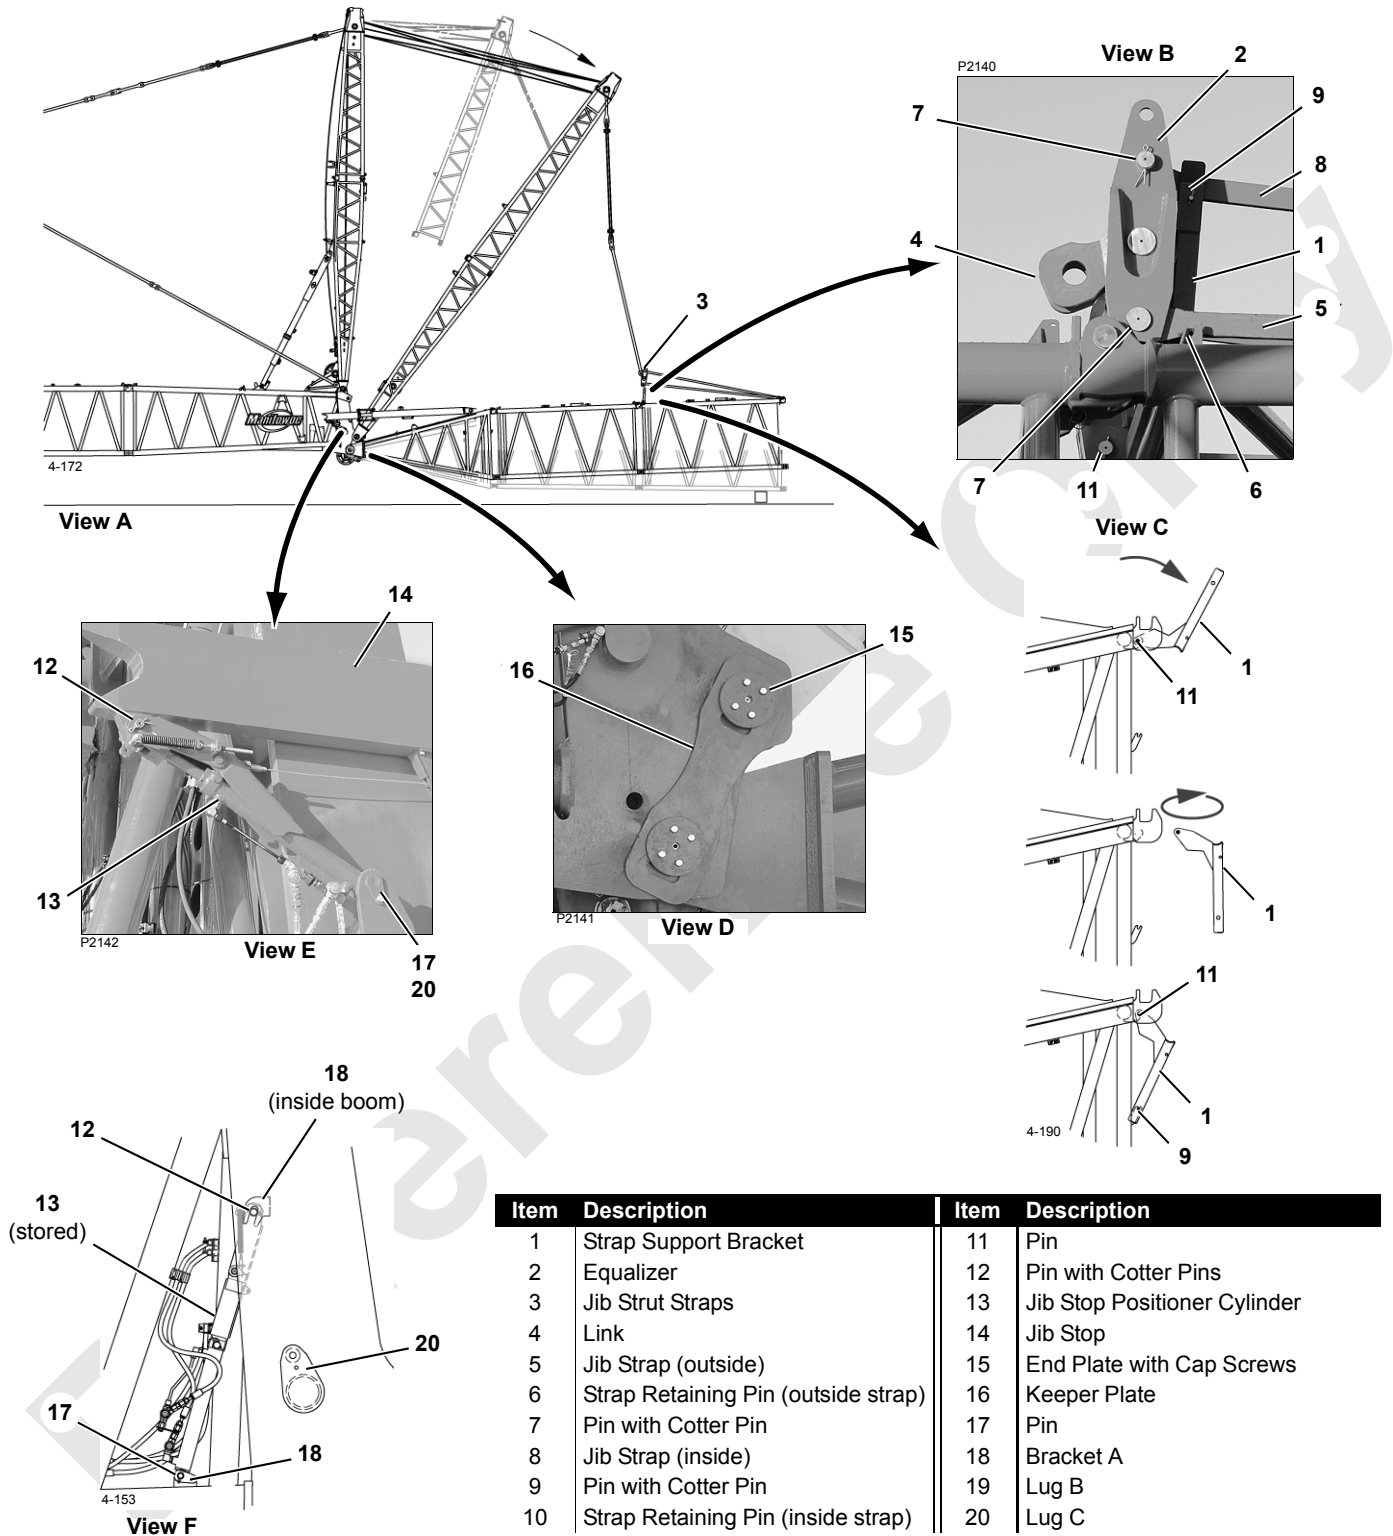 View B
P2140
2
7
9
8
4
1
5
3
7
11
6
4-172
View A
Manitowoc
View C
14
12
13
P2142
View E
17
20
15
16
P2141
View D
1
11
1
11
1
4-190
9
18
(inside boom)
12
13
(stored)
20
17
18
4-153
View F
Item Description Item Description
1 Strap Support Bracket 11 Pin
2 Equalizer 12 Pin with Cotter Pins
3 Jib Strut Straps 13 Jib Stop Positioner Cylinder
4 Link 14 Jib Stop
5 Jib Strap (outside) 15 End Plate with Cap Screws
6 Strap Retaining Pin (outside strap) 16 Keeper Plate
7 Pin with Cotter Pin 17 Pin
8 Jib Strap (inside) 18 Bracket A
9 Pin with Cotter Pin 19 Lug B
10 Strap Retaining Pin (inside strap) 20 Lug C